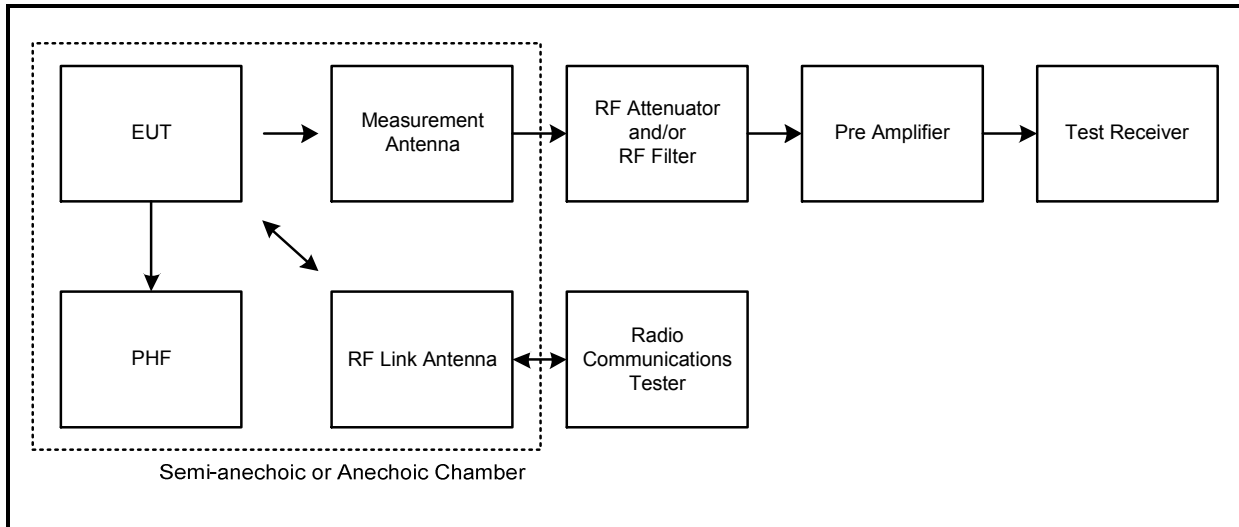 EUT
Measurement
Antenna
RF Attenuator
and/or
RF Filter
Pre Amplifier
Test Receiver
PHF
RF Link Antenna
Radio
Communications
Tester
Semi-anechoic or Anechoic Chamber